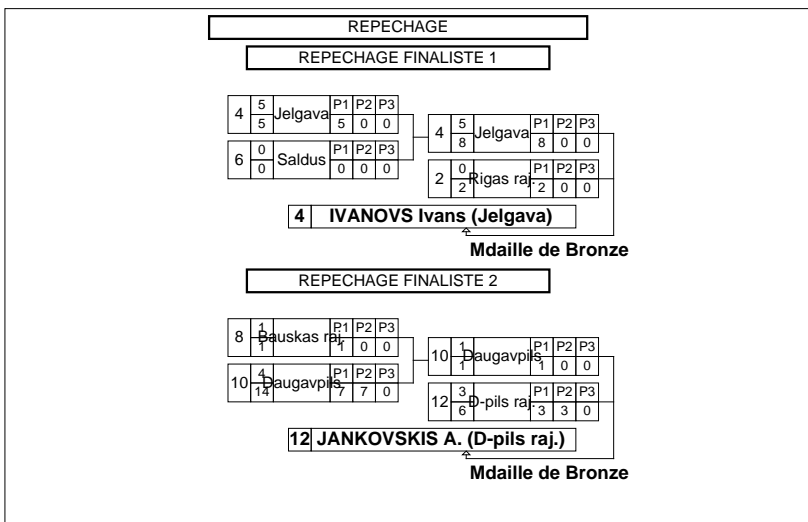 REPECHAGE
REPECHAGE FINALISTE 1
4 5 5 Jelgava P1 P2 P3 5 0 0
6 0 0 Saldus P1 P2 P3 0 0 0
4 5 8 Jelgava P1 P2 P3 8 0 0
2 0 2 Rigas raj. P1 P2 P3 2 0 0
4 IVANOVS Ivans (Jelgava)
Mdaille de Bronze
REPECHAGE FINALISTE 2
8 1 1 Bauskas raj. P1 P2 P3 1 0 0
10 4 14 Daugavpils P1 P2 P3 7 7 0
10 1 1 Daugavpils P1 P2 P3 1 0 0
12 3 6 D-pils raj. P1 P2 P3 3 3 0
12 JANKOVSKIS A. (D-pils raj.)
Mdaille de Bronze